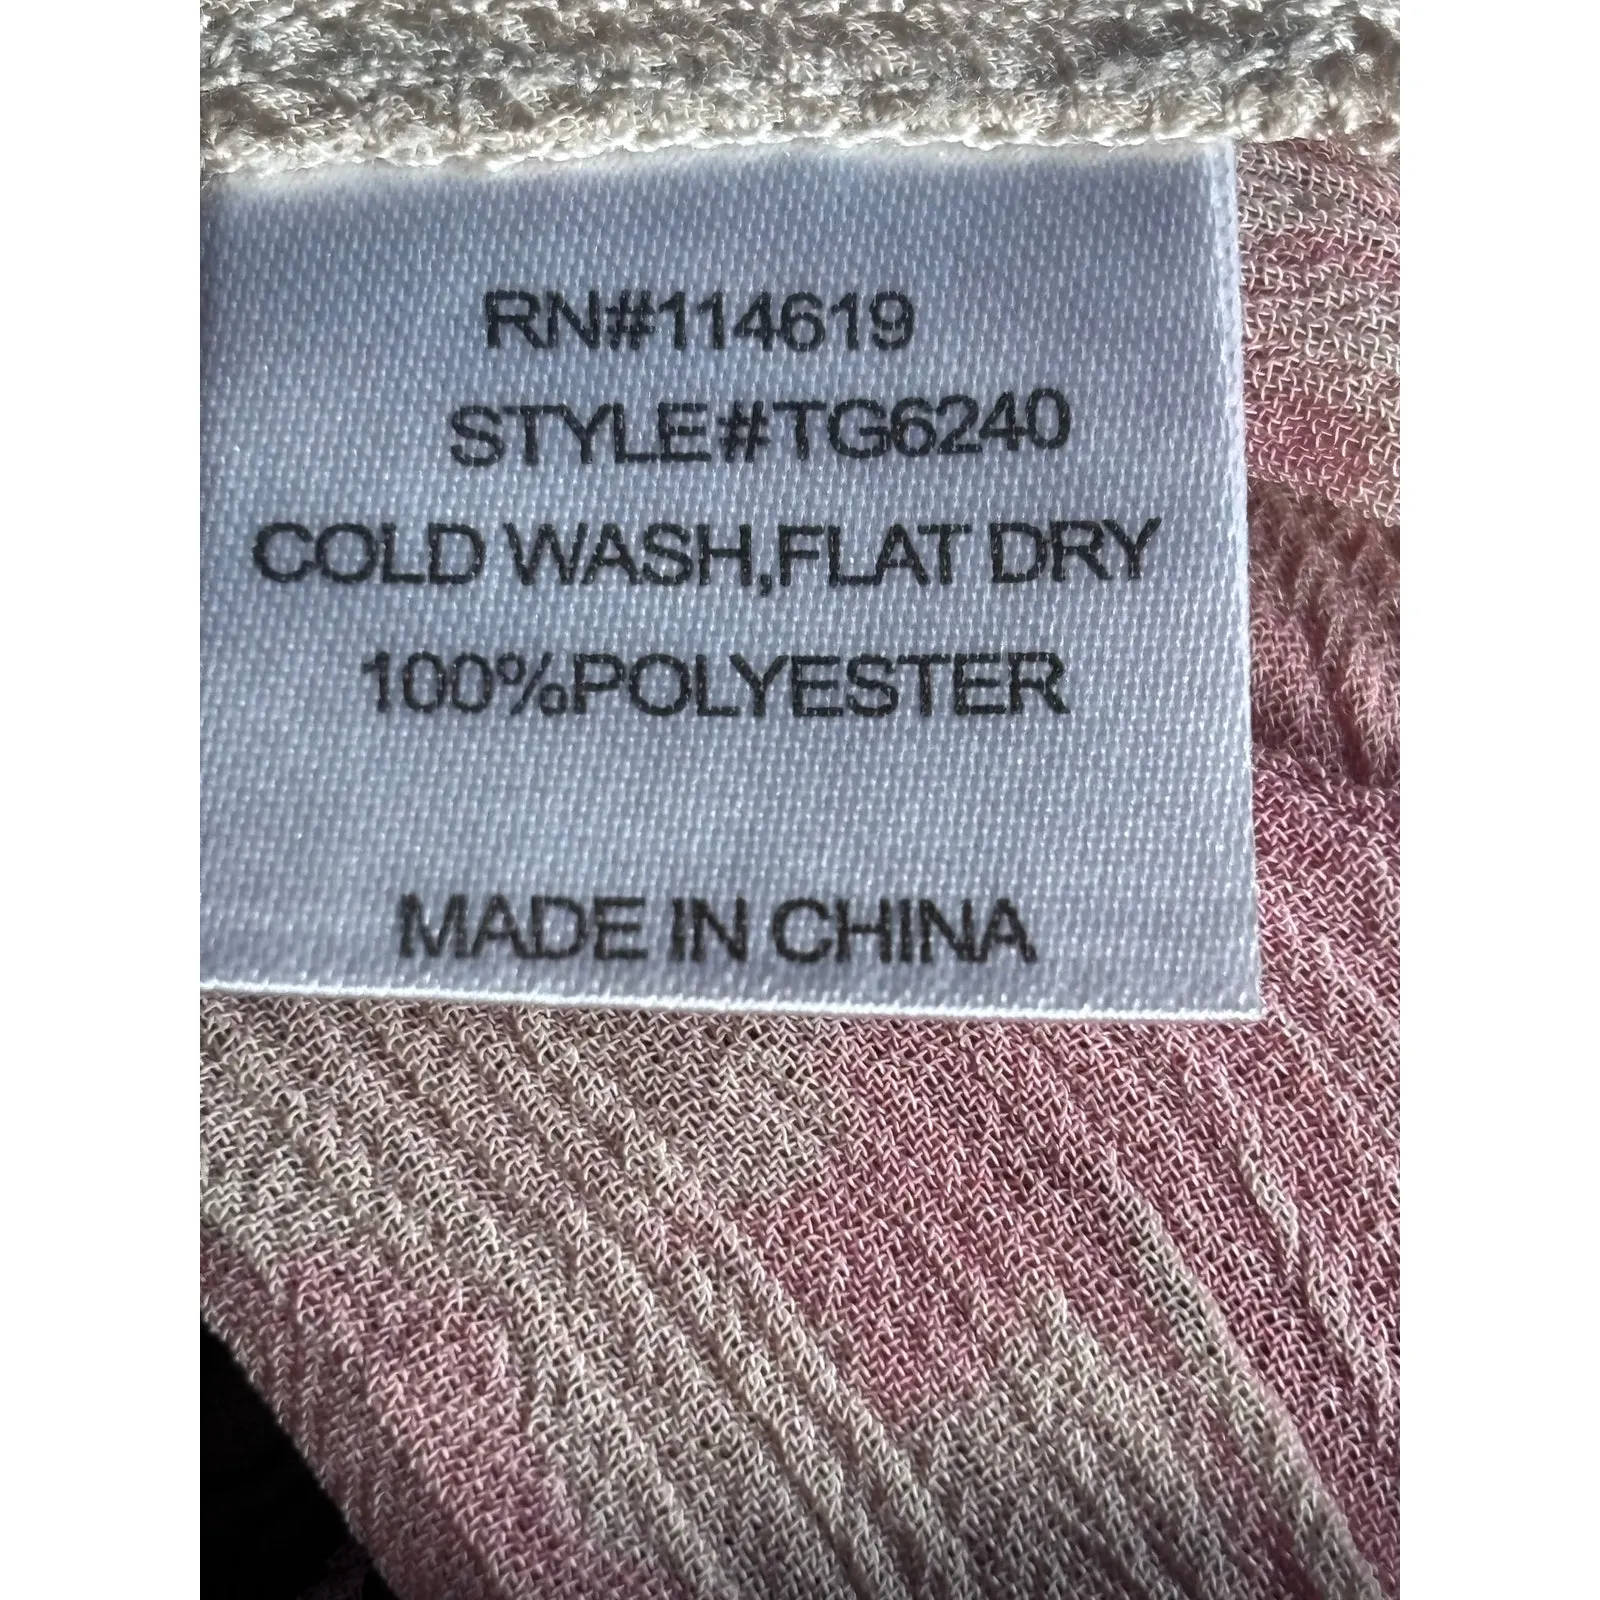 RN#114619
STYLE#TG6240
COLD WASH,FLAT DRY
100%POLYESTER
MADE IN CHINA